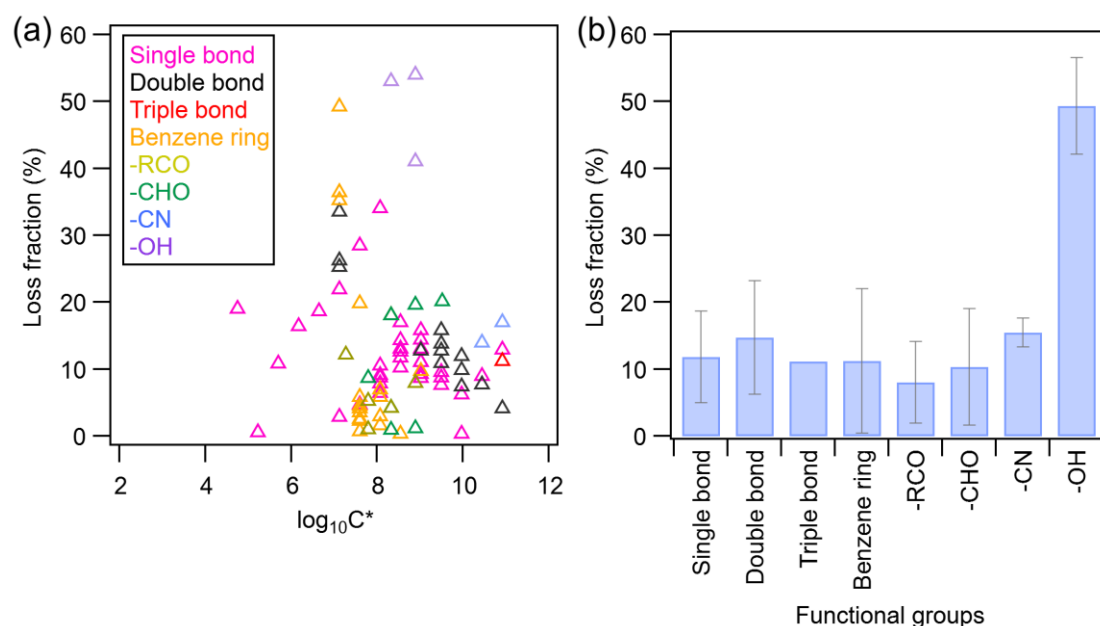 (a)
60
50
40
30
20
10
0
Loss fraction (%)
Single bond
Double bond
Triple bond
Benzene ring
-RCO
-CHO
-CN
-OH
2 4 6 8 10 12
log₁₀C*
(b)
60
50
40
30
20
10
0
Loss fraction (%)
Single bond
Double bond
Triple bond
Benzene ring
-RCO
-CHO
-CN
-OH
Functional groups